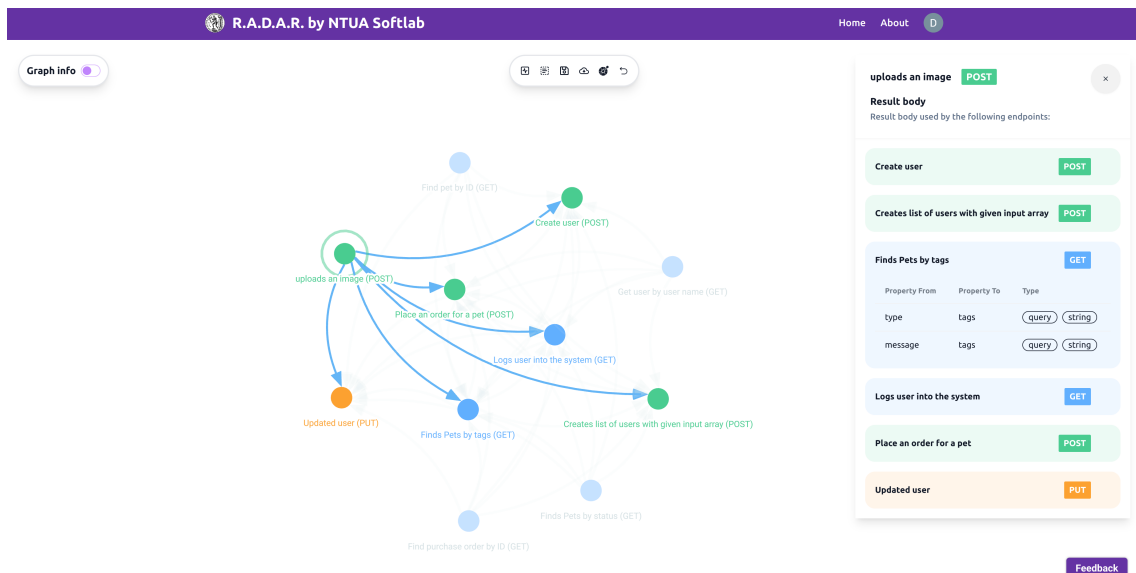 R.A.D.A.R. by NTUA Softlab
Home About D
Graph info
uploads an image POST
×
Result body
Result body used by the following endpoints:
Find pet by ID (GET)
Create user (POST)
uploads an image (POST)
Get user by user name (GET)
Place an order for a pet (POST)
Logs user into the system (GET)
Updated user (PUT)
Finds Pets by tags (GET)
Creates list of users with given input array (POST)
Finds Pets by status (GET)
Find purchase order by ID (GET)
Create user POST
Creates list of users with given input array POST
Finds Pets by tags GET
Property From Property To Type
type tags query string
message tags query string
Logs user into the system GET
Place an order for a pet POST
Updated user PUT
Feedback